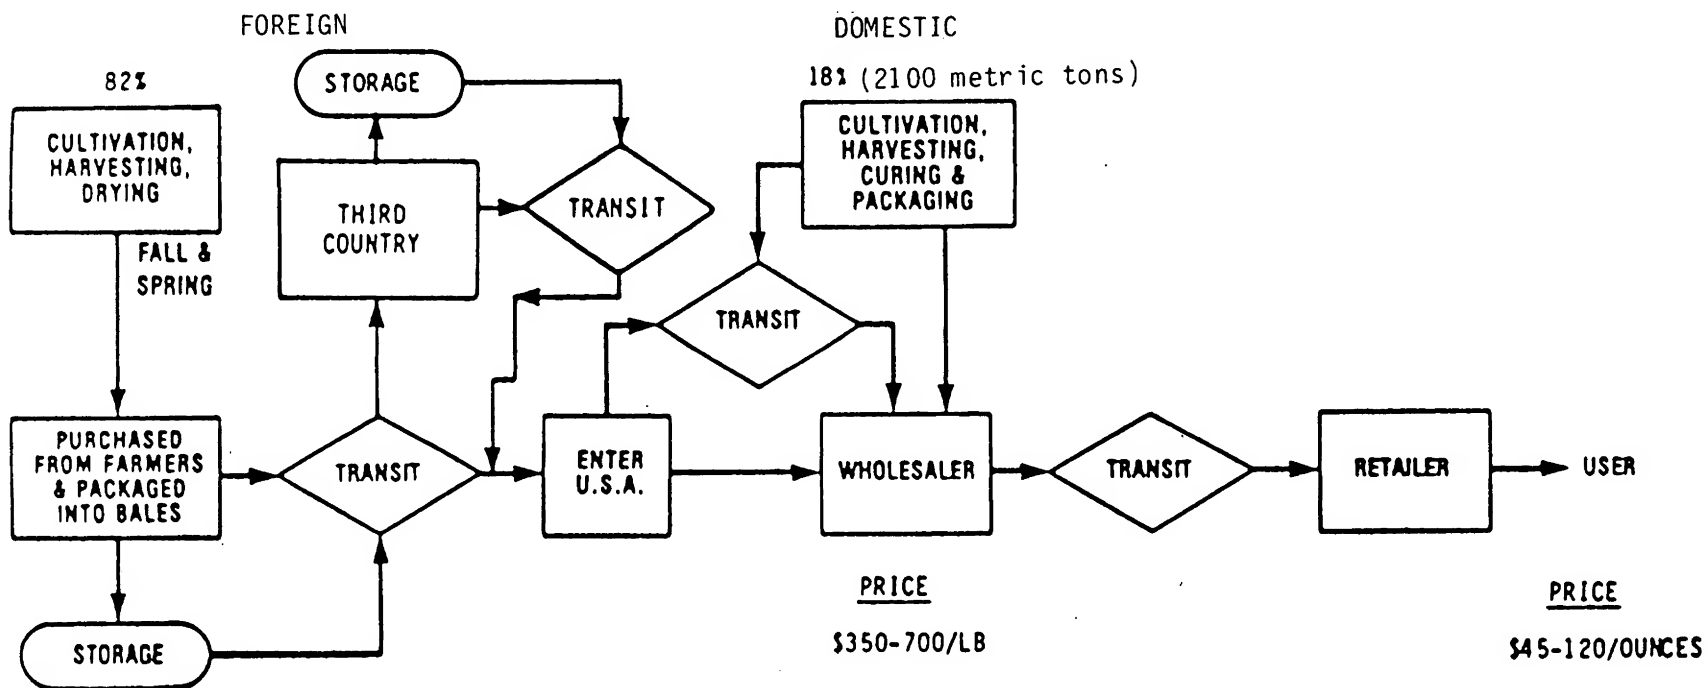 FOREIGN
DOMESTIC
82%
18% (2100 metric tons)
STORAGE
CULTIVATION,
HARVESTING,
DRYING
CULTIVATION,
HARVESTING,
CURING &
PACKAGING
THIRD
COUNTRY
TRANSIT
FALL &
SPRING
TRANSIT
PURCHASED
FROM FARMERS
& PACKAGED
INTO BALES
TRANSIT
ENTER
U.S.A.
WHOLESALER
TRANSIT
RETAILER
USER
STORAGE
PRICE
$350-700/LB
PRICE
$45-120/OUNCES